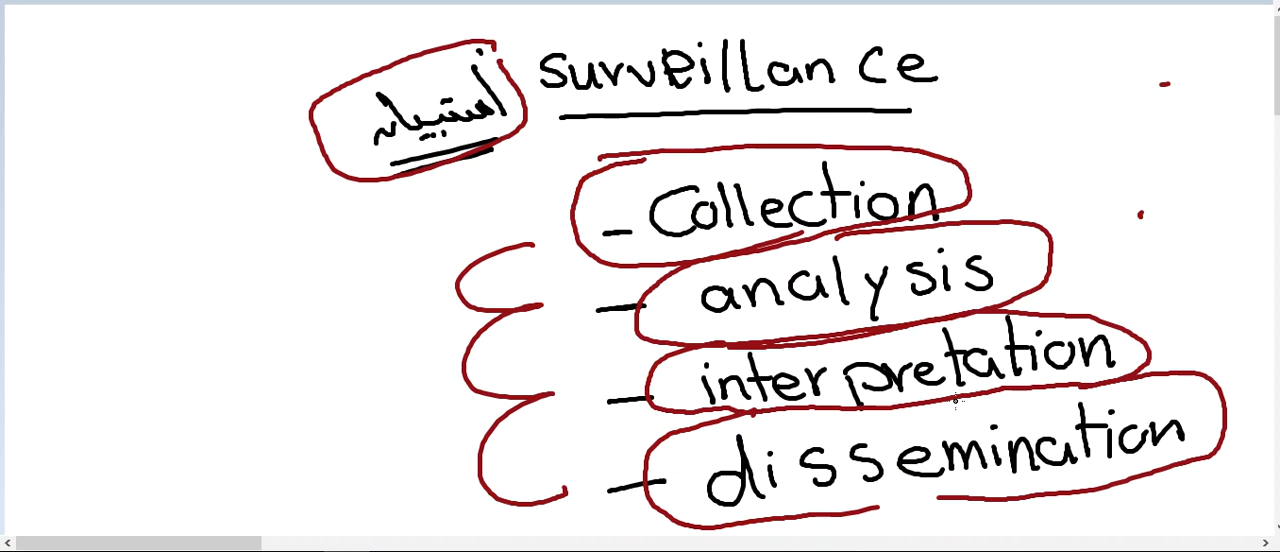 surveillance
استبيان
- Collection
- analysis
- interpretation
- dissemination